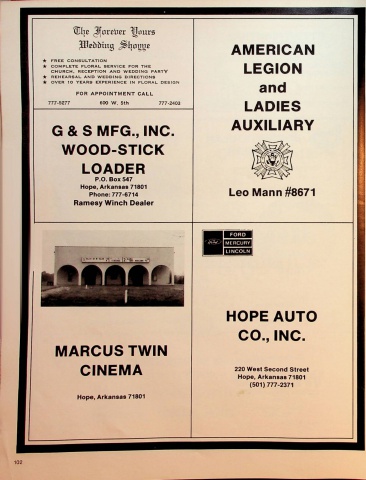 The Forever Yours
Wedding Shoppe
★ FREE CONSULTATION
★ COMPLETE FLORAL SERVICE FOR THE
CHURCH, RECEPTION AND WEDDING PARTY
★ REHEARSAL AND WEDDING DIRECTIONS
★ OVER 10 YEARS EXPERIENCE IN FLORAL DESIGN
FOR APPOINTMENT CALL
777-5277 600 W. 5th 777-2403
G & S MFG., INC.
WOOD-STICK
LOADER
P.O. Box 547
Hope, Arkansas 71801
Phone: 777-6714
Ramesy Winch Dealer
AMERICAN
LEGION
and
LADIES
AUXILIARY
Leo Mann #8671
MARCUS TWIN
CINEMA
Hope, Arkansas 71801
FORD
MERCURY
LINCOLN
HOPE AUTO
CO., INC.
220 West Second Street
Hope, Arkansas 71801
(501) 777-2371
102